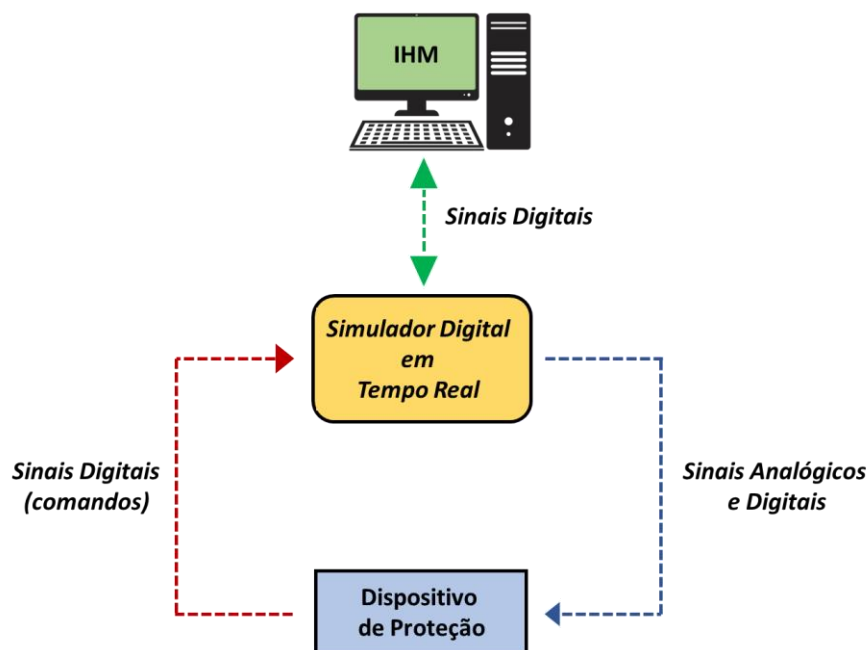 IHM
Sinais Digitais
Simulador Digital
em
Tempo Real
Sinais Digitais
(comandos)
Sinais Analógicos
e Digitais
Dispositivo
de Proteção